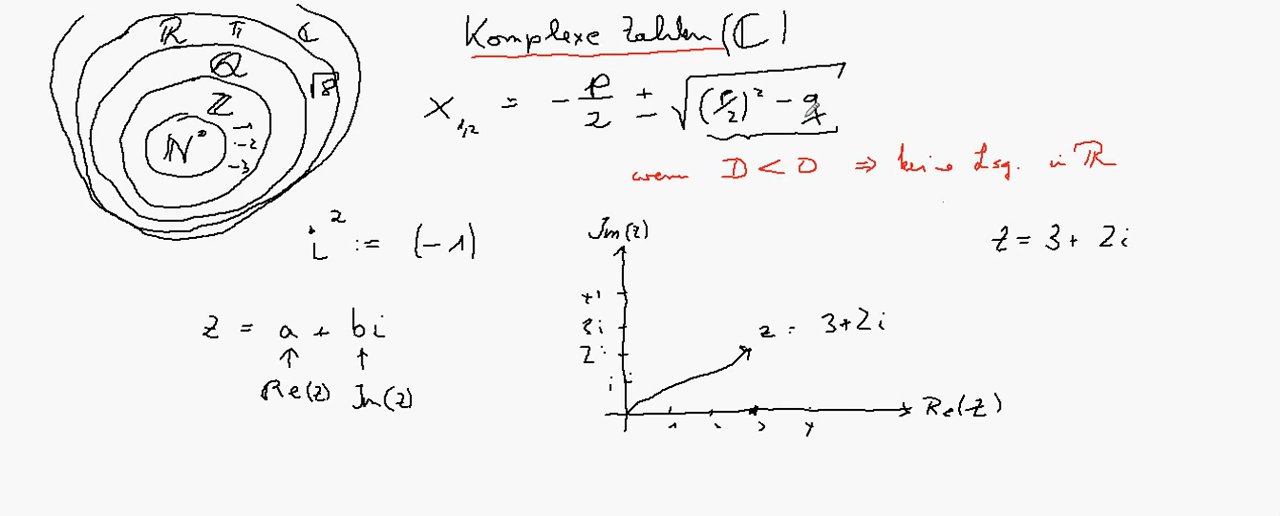 Komplexe Zahlen (ℂ)
ℝ π ℂ
ℚ √8
ℤ
ℕ° -1
-2
-3
X₁,₂ = - p/2 ± √((p/2)² - q)
wenn D < 0 ⇒ keine Lsg. in ℝ
i² := (-1)
z = a + bi
↑ ↑
Re(z) Im(z)
Im(z)
3i
2i
i
1 2 3 4 Re(z)
z = 3+2i
z = 3 + 2i